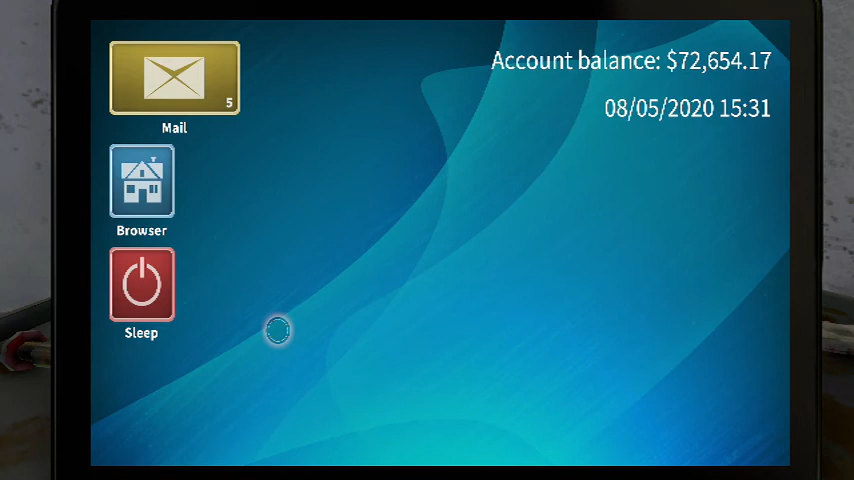 Account balance: $72,654.17
08/05/2020 15:31
5
Mail
Browser
Sleep